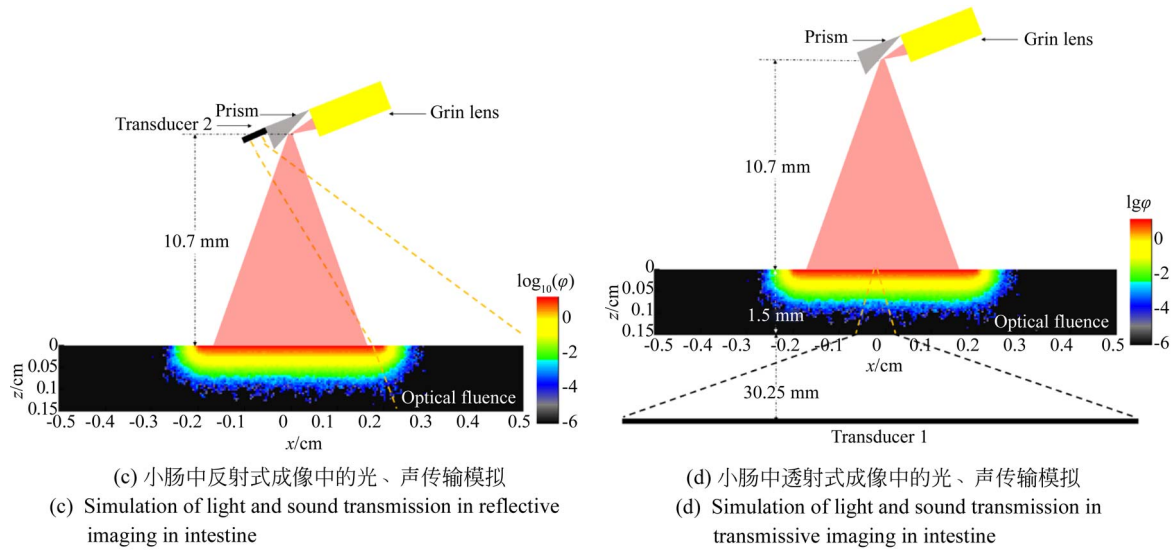 Prism
Transducer 2
Grin lens
10.7 mm
log₁₀(φ)
0
-2
-4
-6
z/cm
0
0.05
0.1
0.15
Optical fluence
-0.5 -0.4 -0.3 -0.2 -0.1 0 0.1 0.2 0.3 0.4 0.5
x/cm
(c) 小肠中反射式成像中的光、声传输模拟
(c) Simulation of light and sound transmission in reflective
imaging in intestine
Prism
Grin lens
10.7 mm
lgφ
0
-2
-4
-6
z/cm
0
0.05
0.1
0.15
1.5 mm
Optical fluence
-0.5 -0.4 -0.3 -0.2 -0.1 0 0.1 0.2 0.3 0.4 0.5
x/cm
30.25 mm
Transducer 1
(d) 小肠中透射式成像中的光、声传输模拟
(d) Simulation of light and sound transmission in
transmissive imaging in intestine